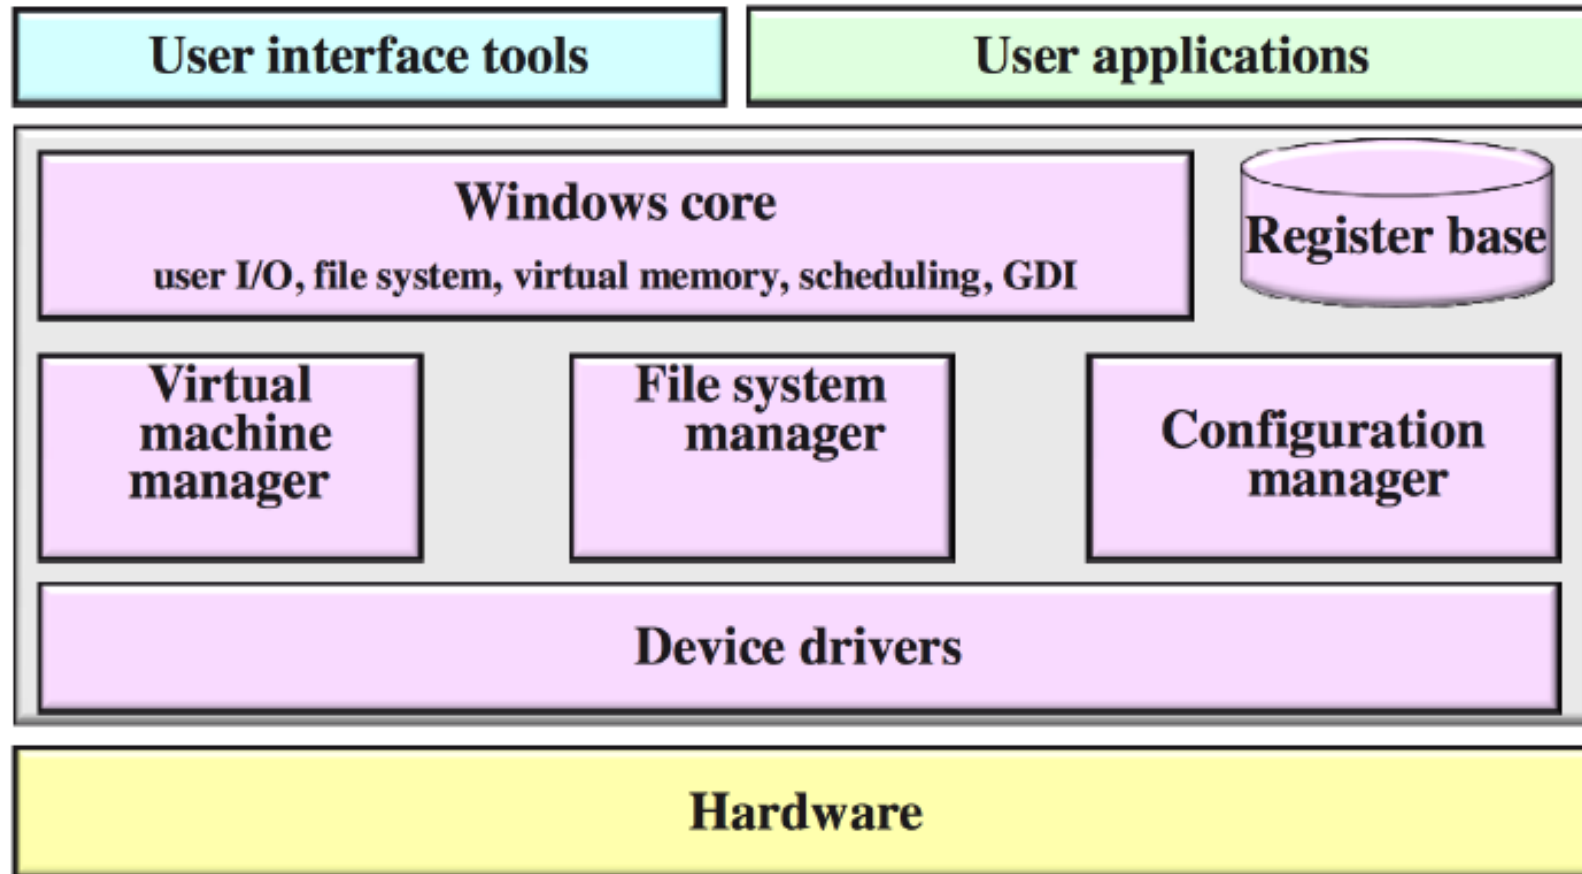 User interface tools
User applications
Windows core
user I/O, file system, virtual memory, scheduling, GDI
Register base
Virtual
machine
manager
File system
manager
Configuration
manager
Device drivers
Hardware